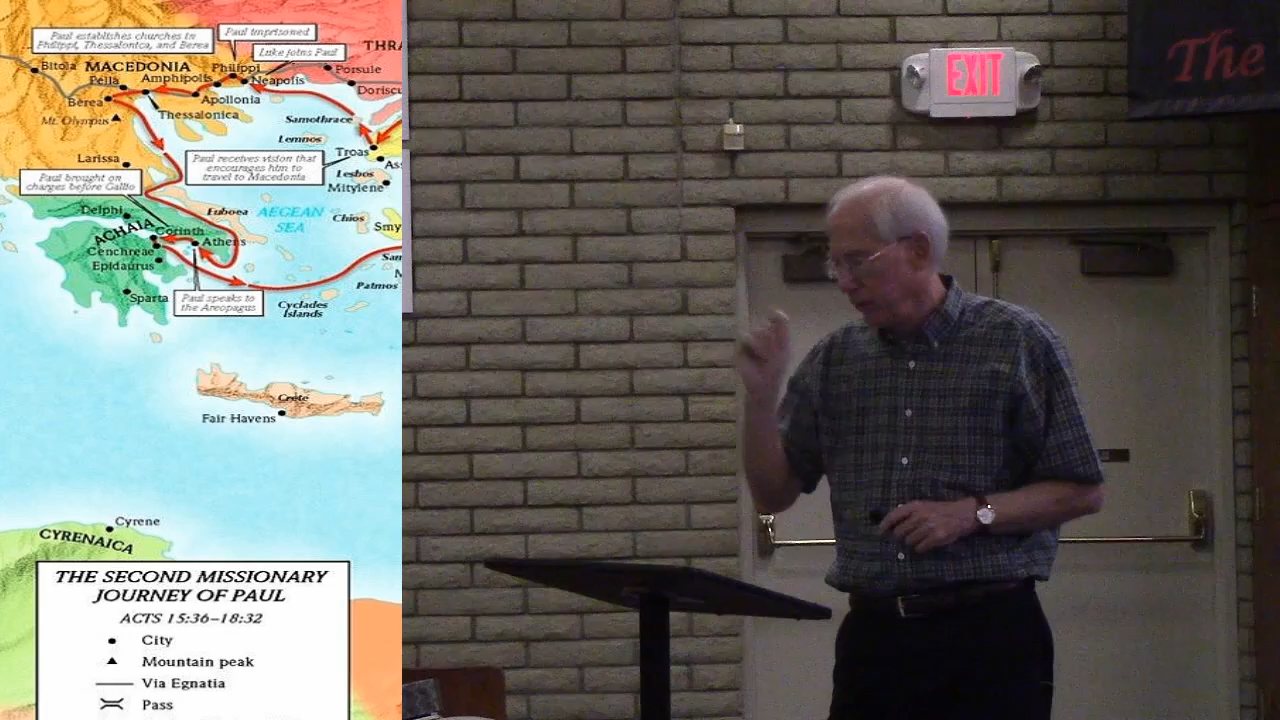 Paul establishes churches in
Philippi, Thessalonica, and Berea
Paul imprisoned
Luke joins Paul
THRA
Bitola
MACEDONIA
Philippi
Porsule
Pella
Amphipolis
Neapolis
Doriscu
Berea
Apollonia
Mt. Olympus
Thessalonica
Samothrace
Lemnos
Troas
Ass
Larissa
Paul receives vision that
encourages him to
travel to Macedonia
Lesbos
Mitylene
Paul brought on
charges before Gallio
Delphi
Euboea
AEGEAN
SEA
Chios
Smy
ACHAIA
Corinth
Athens
Cenchreae
Epidaurus
Sam
M
Patmos
Sparta
Paul speaks to
the Areopagus
Cyclades
Islands
Crete
Fair Havens
Cyrene
CYRENAICA
THE SECOND MISSIONARY
JOURNEY OF PAUL
ACTS 15:36–18:32
City
Mountain peak
Via Egnatia
Pass
EXIT
The